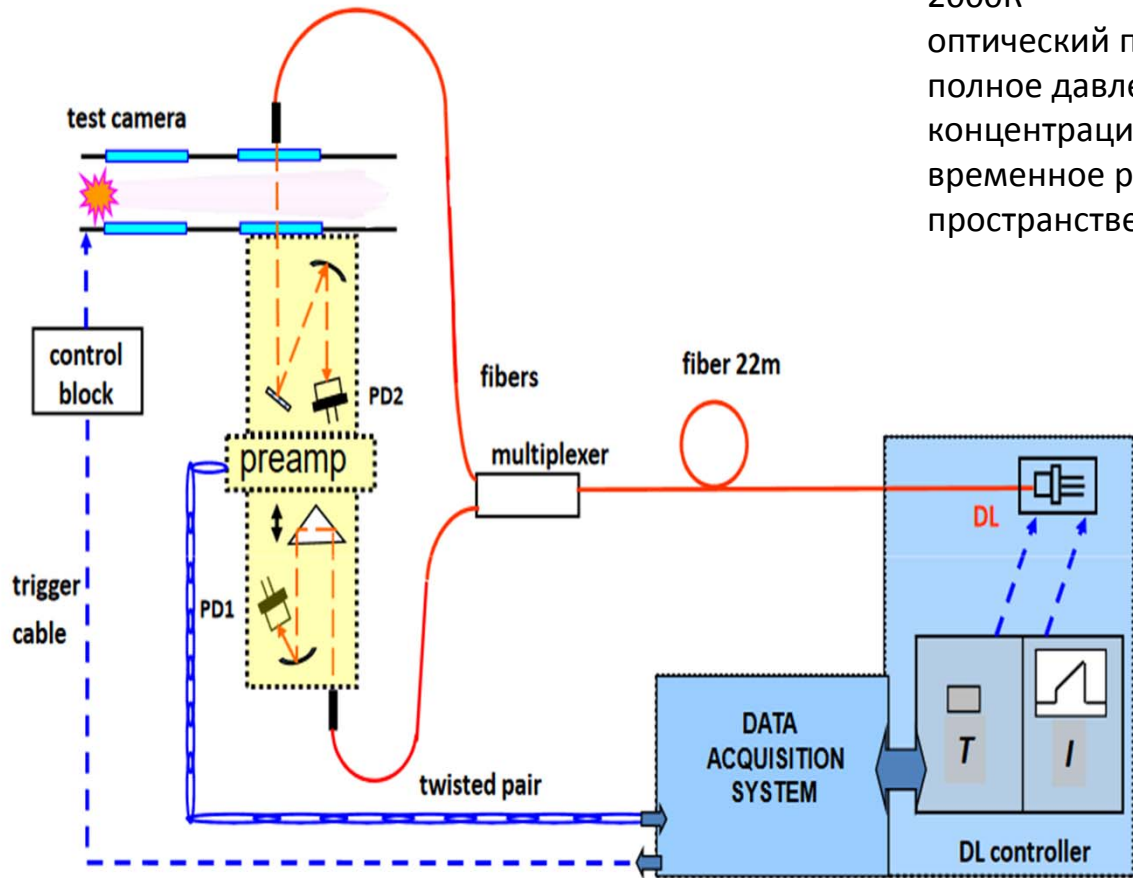 2000K
оптический п
полное давле
концентраци
временное р
пространстве
test camera
control
block
PD2
fibers
fiber 22m
preamp
multiplexer
DL
trigger
cable
PD1
DATA
ACQUISITION
SYSTEM
T
I
twisted pair
DL controller